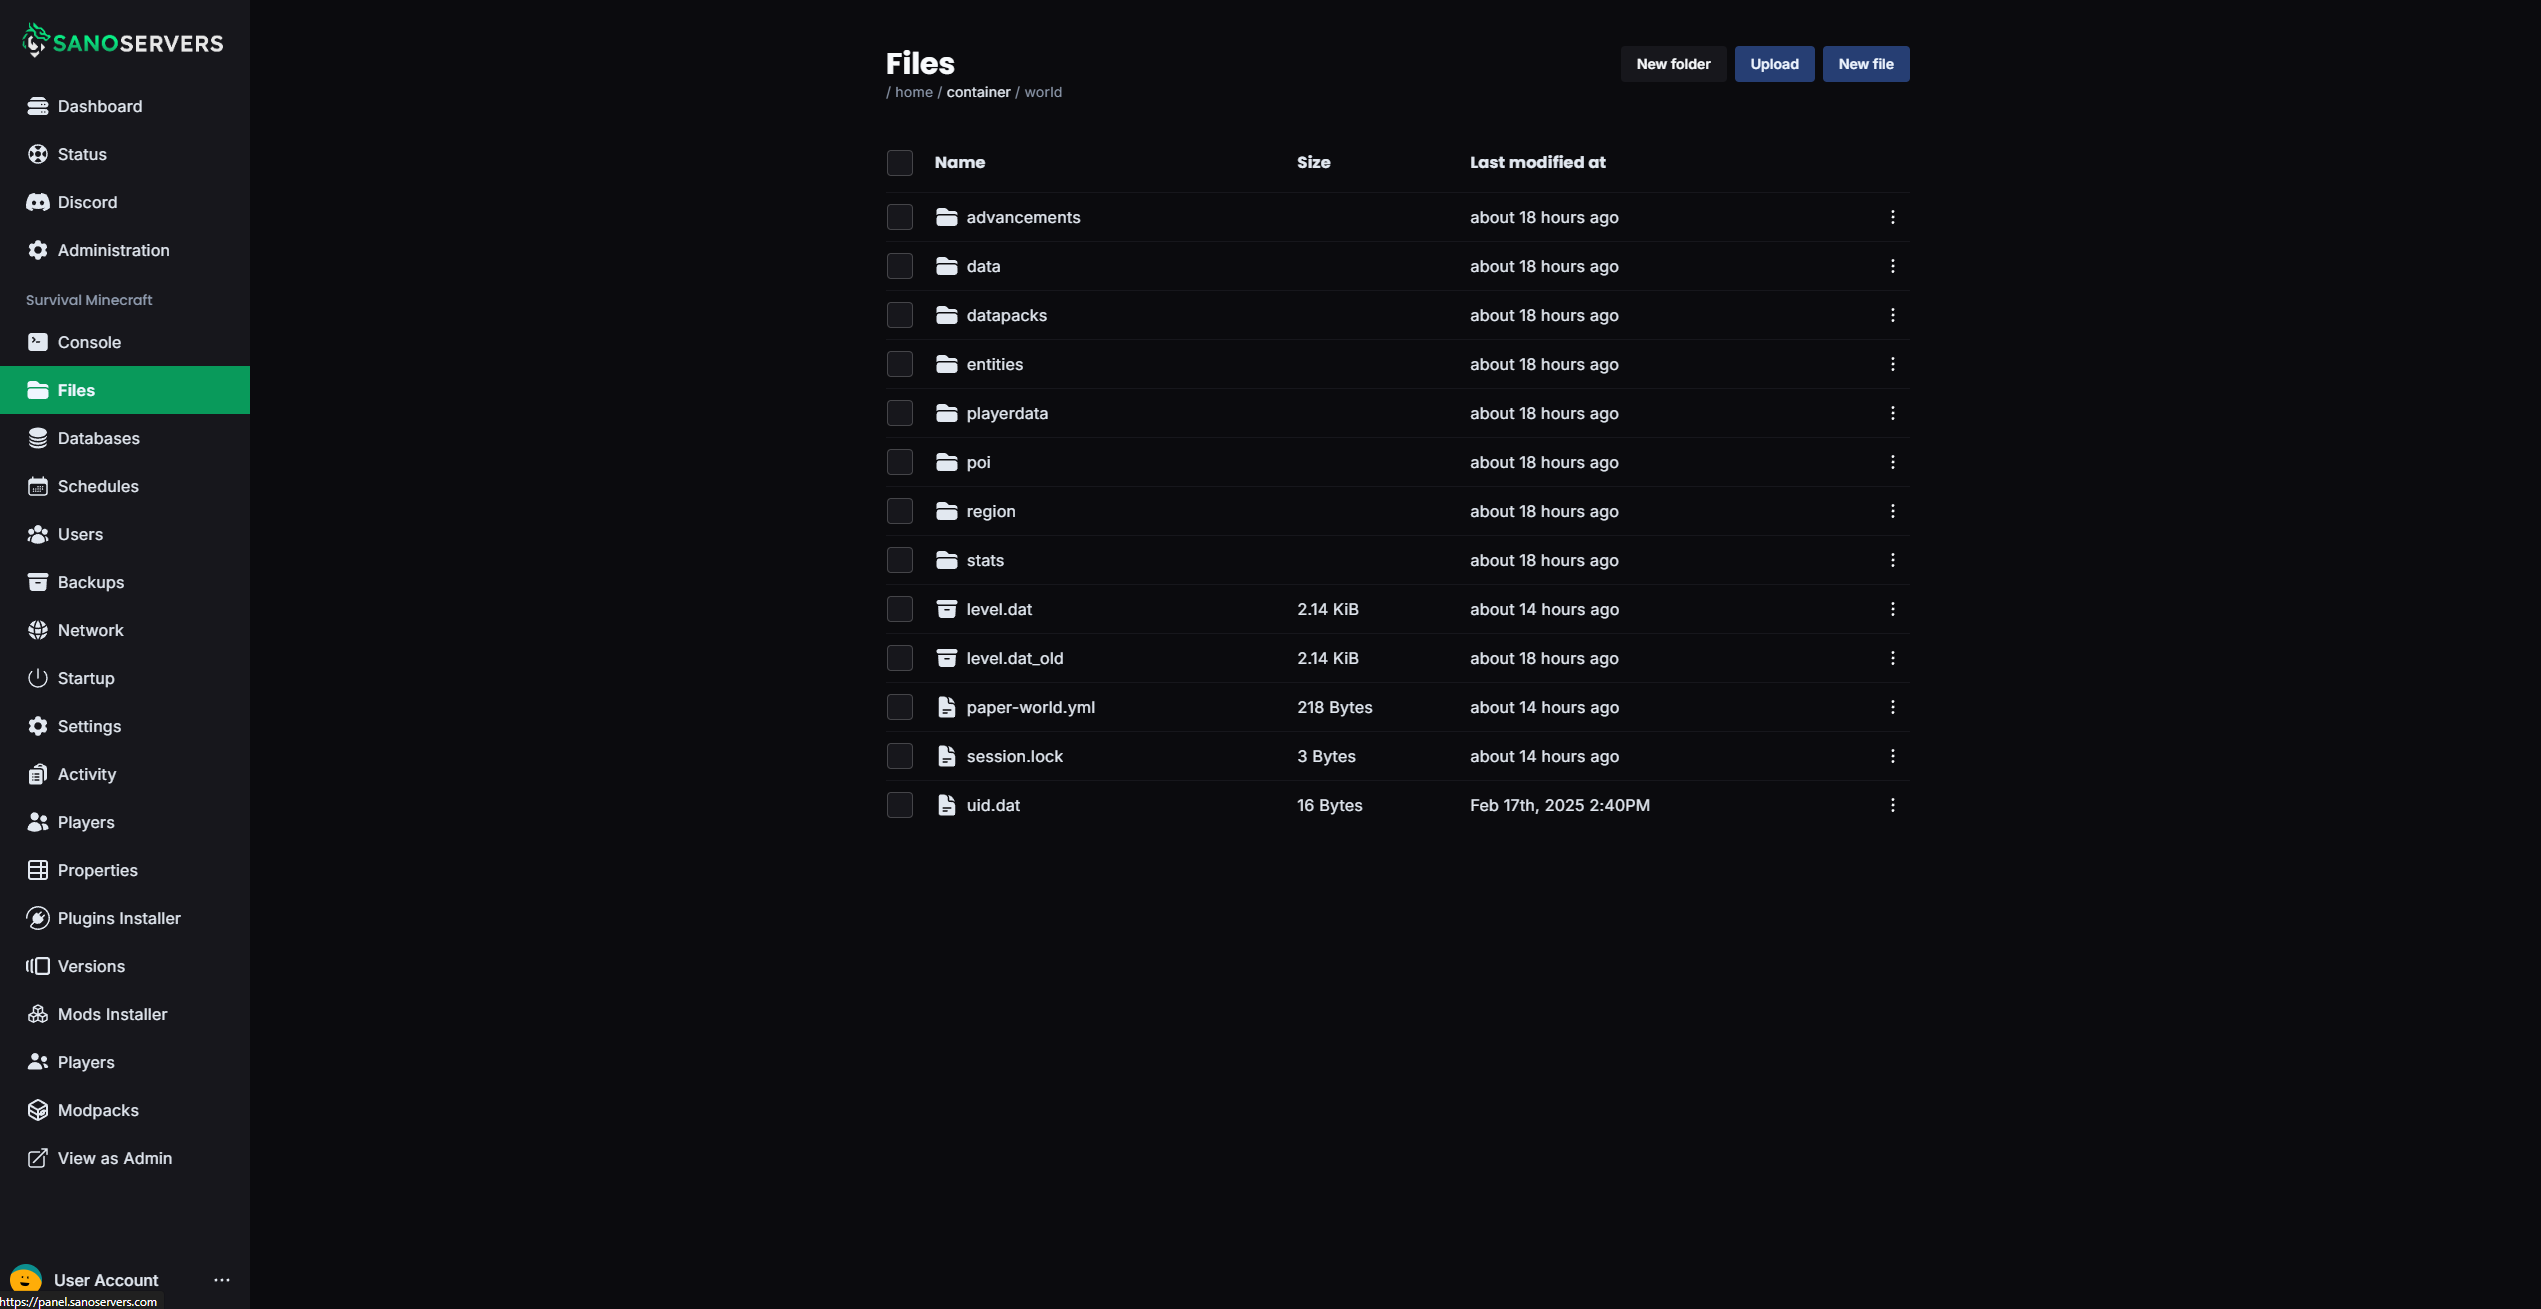 SANOSERVERS
Dashboard
Status
Discord
Administration
Survival Minecraft
Console
Files
Databases
Schedules
Users
Backups
Network
Startup
Settings
Activity
Players
Properties
Plugins Installer
Versions
Mods Installer
Players
Modpacks
View as Admin
User Account
https://panel.sanoservers.com
Files
/ home / container / world
New folder
Upload
New file
Name Size Last modified at
advancements about 18 hours ago
data about 18 hours ago
datapacks about 18 hours ago
entities about 18 hours ago
playerdata about 18 hours ago
poi about 18 hours ago
region about 18 hours ago
stats about 18 hours ago
level.dat 2.14 KiB about 14 hours ago
level.dat_old 2.14 KiB about 18 hours ago
paper-world.yml 218 Bytes about 14 hours ago
session.lock 3 Bytes about 14 hours ago
uid.dat 16 Bytes Feb 17th, 2025 2:40PM